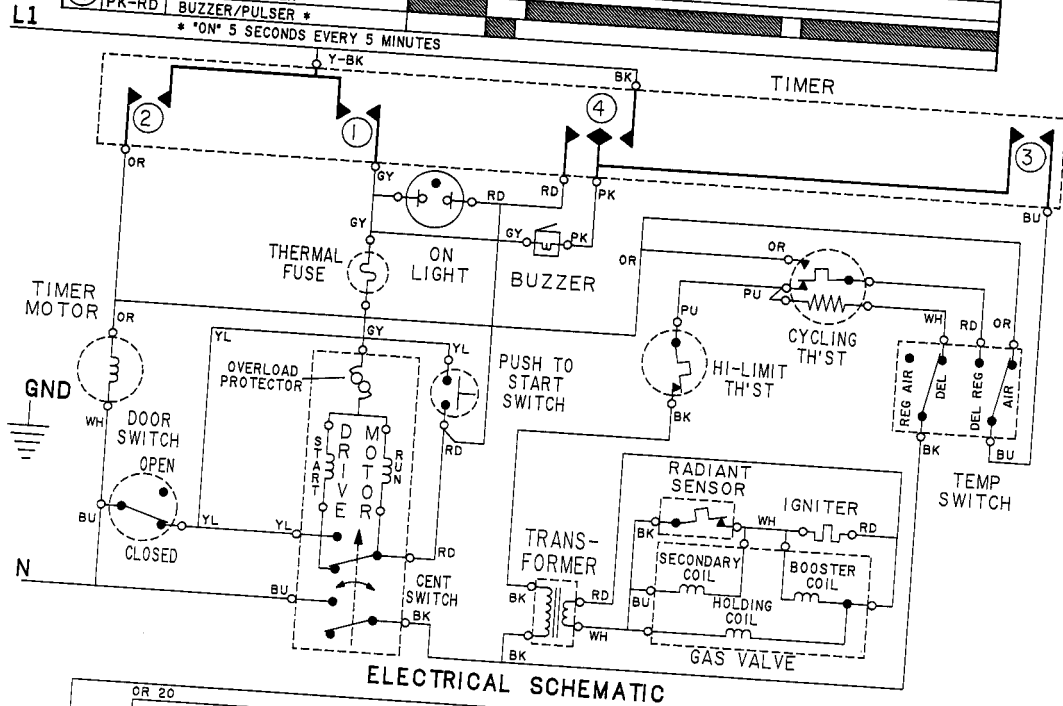 PK-RD BUZZER/PULSER *
L1
* "ON" 5 SECONDS EVERY 5 MINUTES
Y-BK
BK
TIMER
2
1
4
3
OR
GY
RD
PK
BU
RD
GY
GY
PK
ON
LIGHT
BUZZER
THERMAL
FUSE
OR
OR
TIMER
MOTOR
OR
GY
YL
YL
PU
PU
CYCLING
TH'ST
WH
RD
OR
OVERLOAD
PROTECTOR
PUSH TO
START
SWITCH
HI-LIMIT
TH'ST
GND
WH
DOOR
SWITCH
OPEN
START
DRIVE
MOTOR
RUN
RD
BK
REG AIR
DEL
DEL REG
AIR
BK
BU
TEMP
SWITCH
BU
YL
YL
CLOSED
RD
RADIANT
SENSOR
IGNITER
BK
WH
RD
TRANS-
FORMER
SECONDARY
COIL
BOOSTER
COIL
N
BU
CENT
SWITCH
BK
BK
RD
BU
HOLDING
COIL
WH
BK
GAS VALVE
ELECTRICAL SCHEMATIC
OR 20